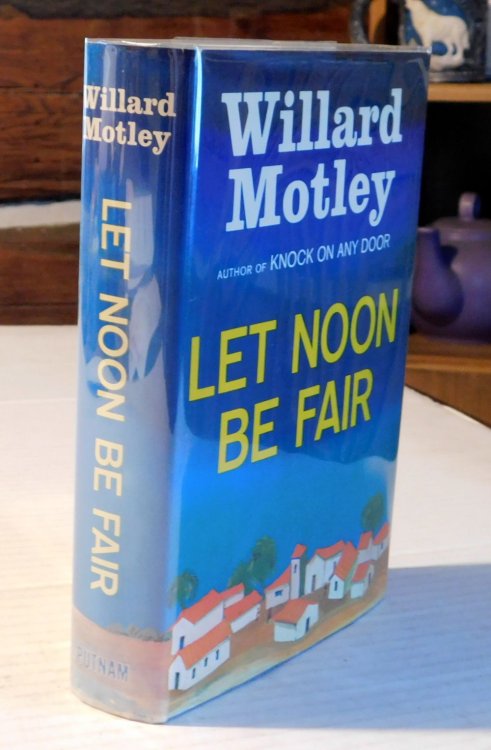 Willard
Motley
LET NOON BE FAIR
PUTNAM
Willard
Motley
AUTHOR OF KNOCK ON ANY DOOR
LET NOON
BE FAIR